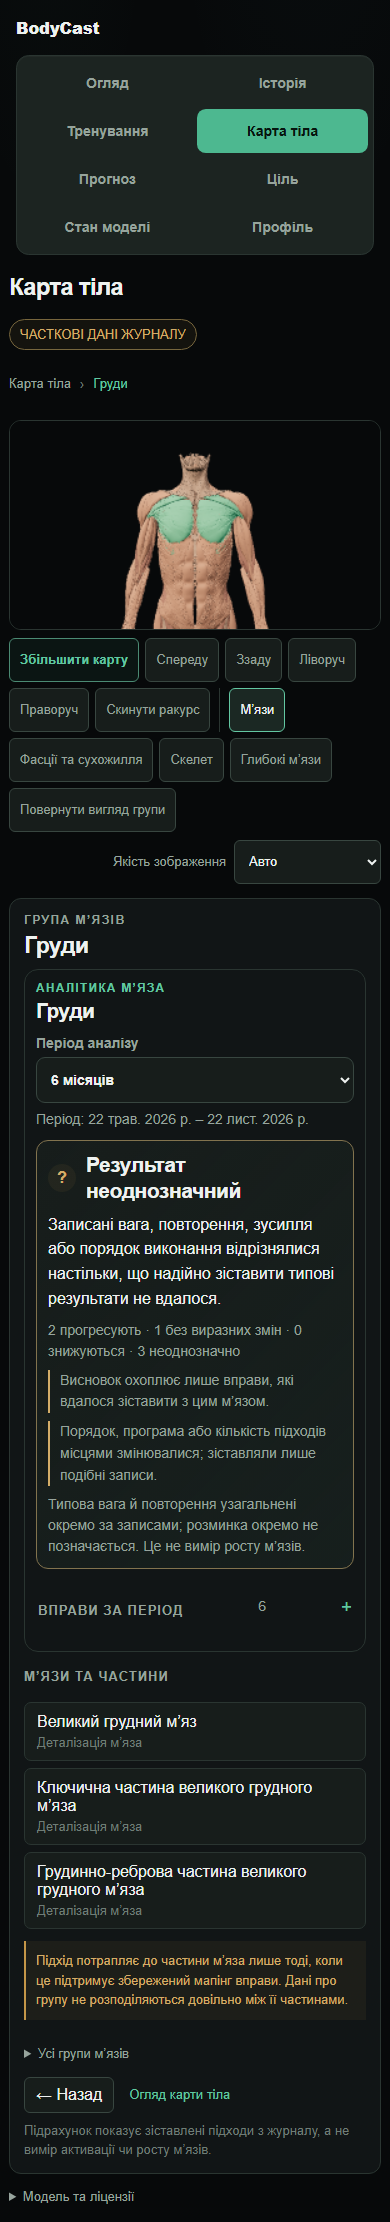 BodyCast
Огляд
Історія
Тренування
Карта тіла
Прогноз
Ціль
Стан моделі
Профіль
Карта тіла
ЧАСТКОВІ ДАНІ ЖУРНАЛУ
Карта тіла › Груди
Збільшити карту
Спереду
Ззаду
Ліворуч
Праворуч
Скинути ракурс
М'язи
Фасції та сухожилля
Скелет
Глибокі м'язи
Повернути вигляд групи
Якість зображення
Авто
ГРУПА М'ЯЗІВ
Груди
АНАЛІТИКА М'ЯЗА
Груди
Період аналізу
6 місяців
Період: 22 трав. 2026 р. – 22 лист. 2026 р.
?
Результат
неоднозначний
Записані вага, повторення, зусилля
або порядок виконання відрізнялися
настільки, що надійно зіставити типові
результати не вдалося.
2 прогресують · 1 без виразних змін · 0
знижуються · 3 неоднозначно
Висновок охоплює лише вправи, які
вдалося зіставити з цим м'язом.
Порядок, програма або кількість підходів
місцями змінювалися; зіставляли лише
подібні записи.
Типова вага й повторення узагальнені
окремо за записами; розминка окремо не
позначається. Це не вимір росту м'язів.
ВПРАВИ ЗА ПЕРІОД
6
+
М'ЯЗИ ТА ЧАСТИНИ
Великий грудний м'яз
Деталізація м'яза
Ключична частина великого грудного
м'яза
Деталізація м'яза
Грудинно-реброва частина великого
грудного м'яза
Деталізація м'яза
Підхід потрапляє до частини м'яза лише тоді, коли
це підтримує збережений мапінг вправи. Дані про
групу не розподіляються довільно між її частинами.
▶ Усі групи м'язів
← Назад
Огляд карти тіла
Підрахунок показує зіставлені підходи з журналу, а не
вимір активації чи росту м'язів.
▶ Модель та ліцензії